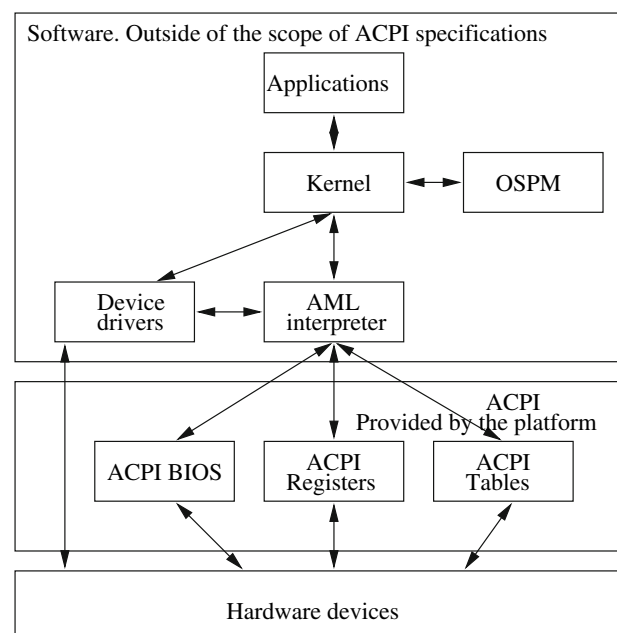 Software. Outside of the scope of ACPI specifications
Applications
Kernel
OSPM
Device
drivers
AML
interpreter
ACPI
Provided by the platform
ACPI BIOS
ACPI
Registers
ACPI
Tables
Hardware devices